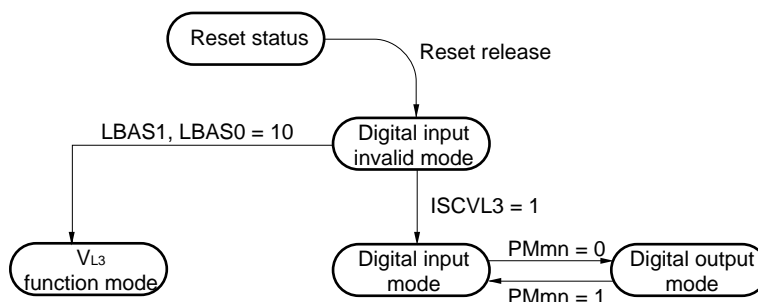 Reset status
Reset release
LBAS1, LBAS0 = 10
Digital input
invalid mode
ISCVL3 = 1
VL3
function mode
Digital input
mode
PMmn = 0
PMmn = 1
Digital output
mode